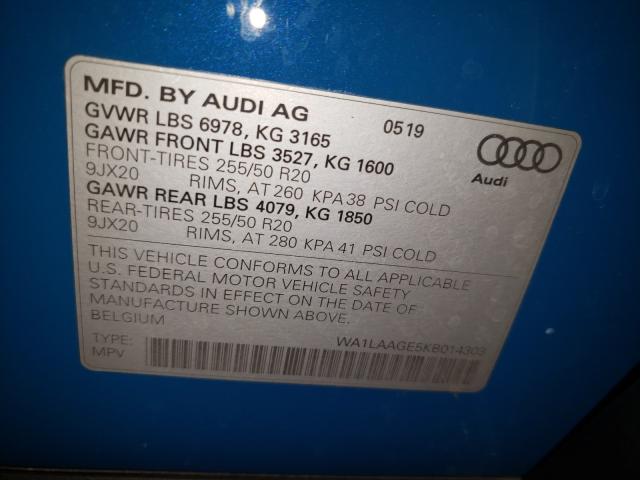 MFD. BY AUDI AG 0519
GVWR LBS 6978, KG 3165
GAWR FRONT LBS 3527, KG 1600
FRONT-TIRES 255/50 R20
9JX20 RIMS, AT 260 KPA 38 PSI COLD
GAWR REAR LBS 4079, KG 1850
REAR-TIRES 255/50 R20
9JX20 RIMS, AT 280 KPA 41 PSI COLD
Audi
THIS VEHICLE CONFORMS TO ALL APPLICABLE
U.S. FEDERAL MOTOR VEHICLE SAFETY
STANDARDS IN EFFECT ON THE DATE OF
MANUFACTURE SHOWN ABOVE.
BELGIUM
WA1LAAGE5KB014303
TYPE:
MPV